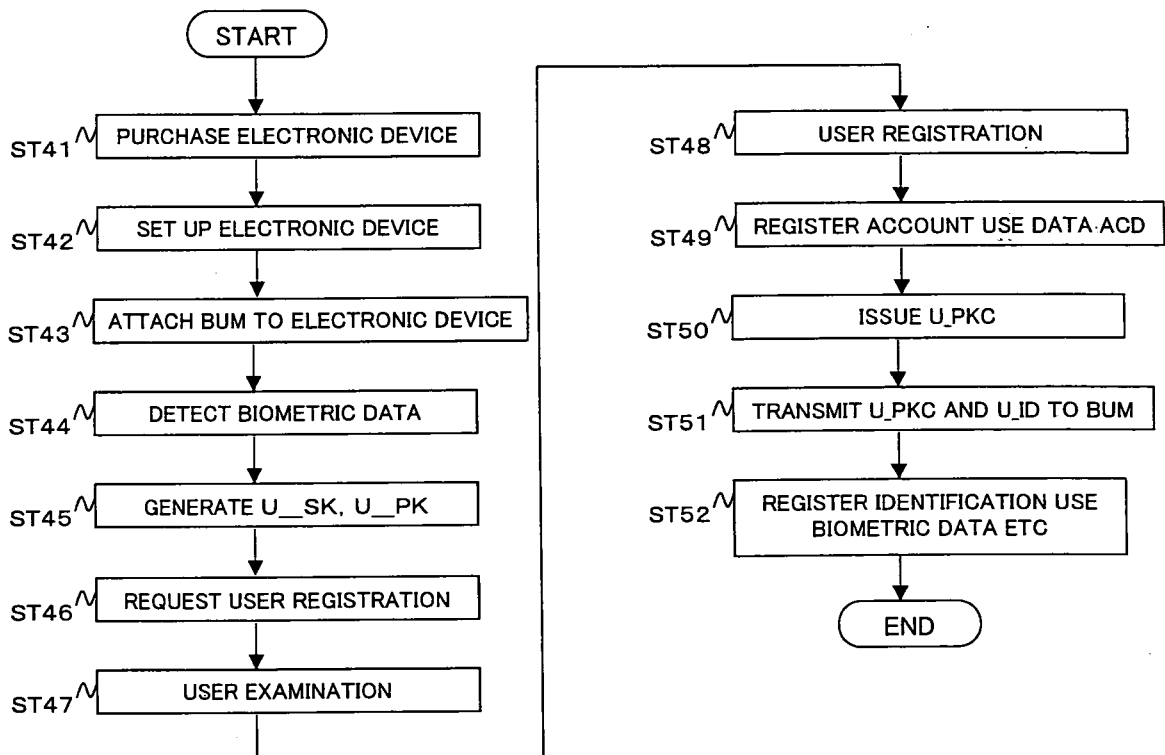 START
ST41 PURCHASE ELECTRONIC DEVICE
ST42 SET UP ELECTRONIC DEVICE
ST43 ATTACH BUM TO ELECTRONIC DEVICE
ST44 DETECT BIOMETRIC DATA
ST45 GENERATE U__SK, U__PK
ST46 REQUEST USER REGISTRATION
ST47 USER EXAMINATION
ST48 USER REGISTRATION
ST49 REGISTER ACCOUNT USE DATA ACD
ST50 ISSUE U_PKC
ST51 TRANSMIT U_PKC AND U_ID TO BUM
ST52 REGISTER IDENTIFICATION USE
BIOMETRIC DATA ETC
END